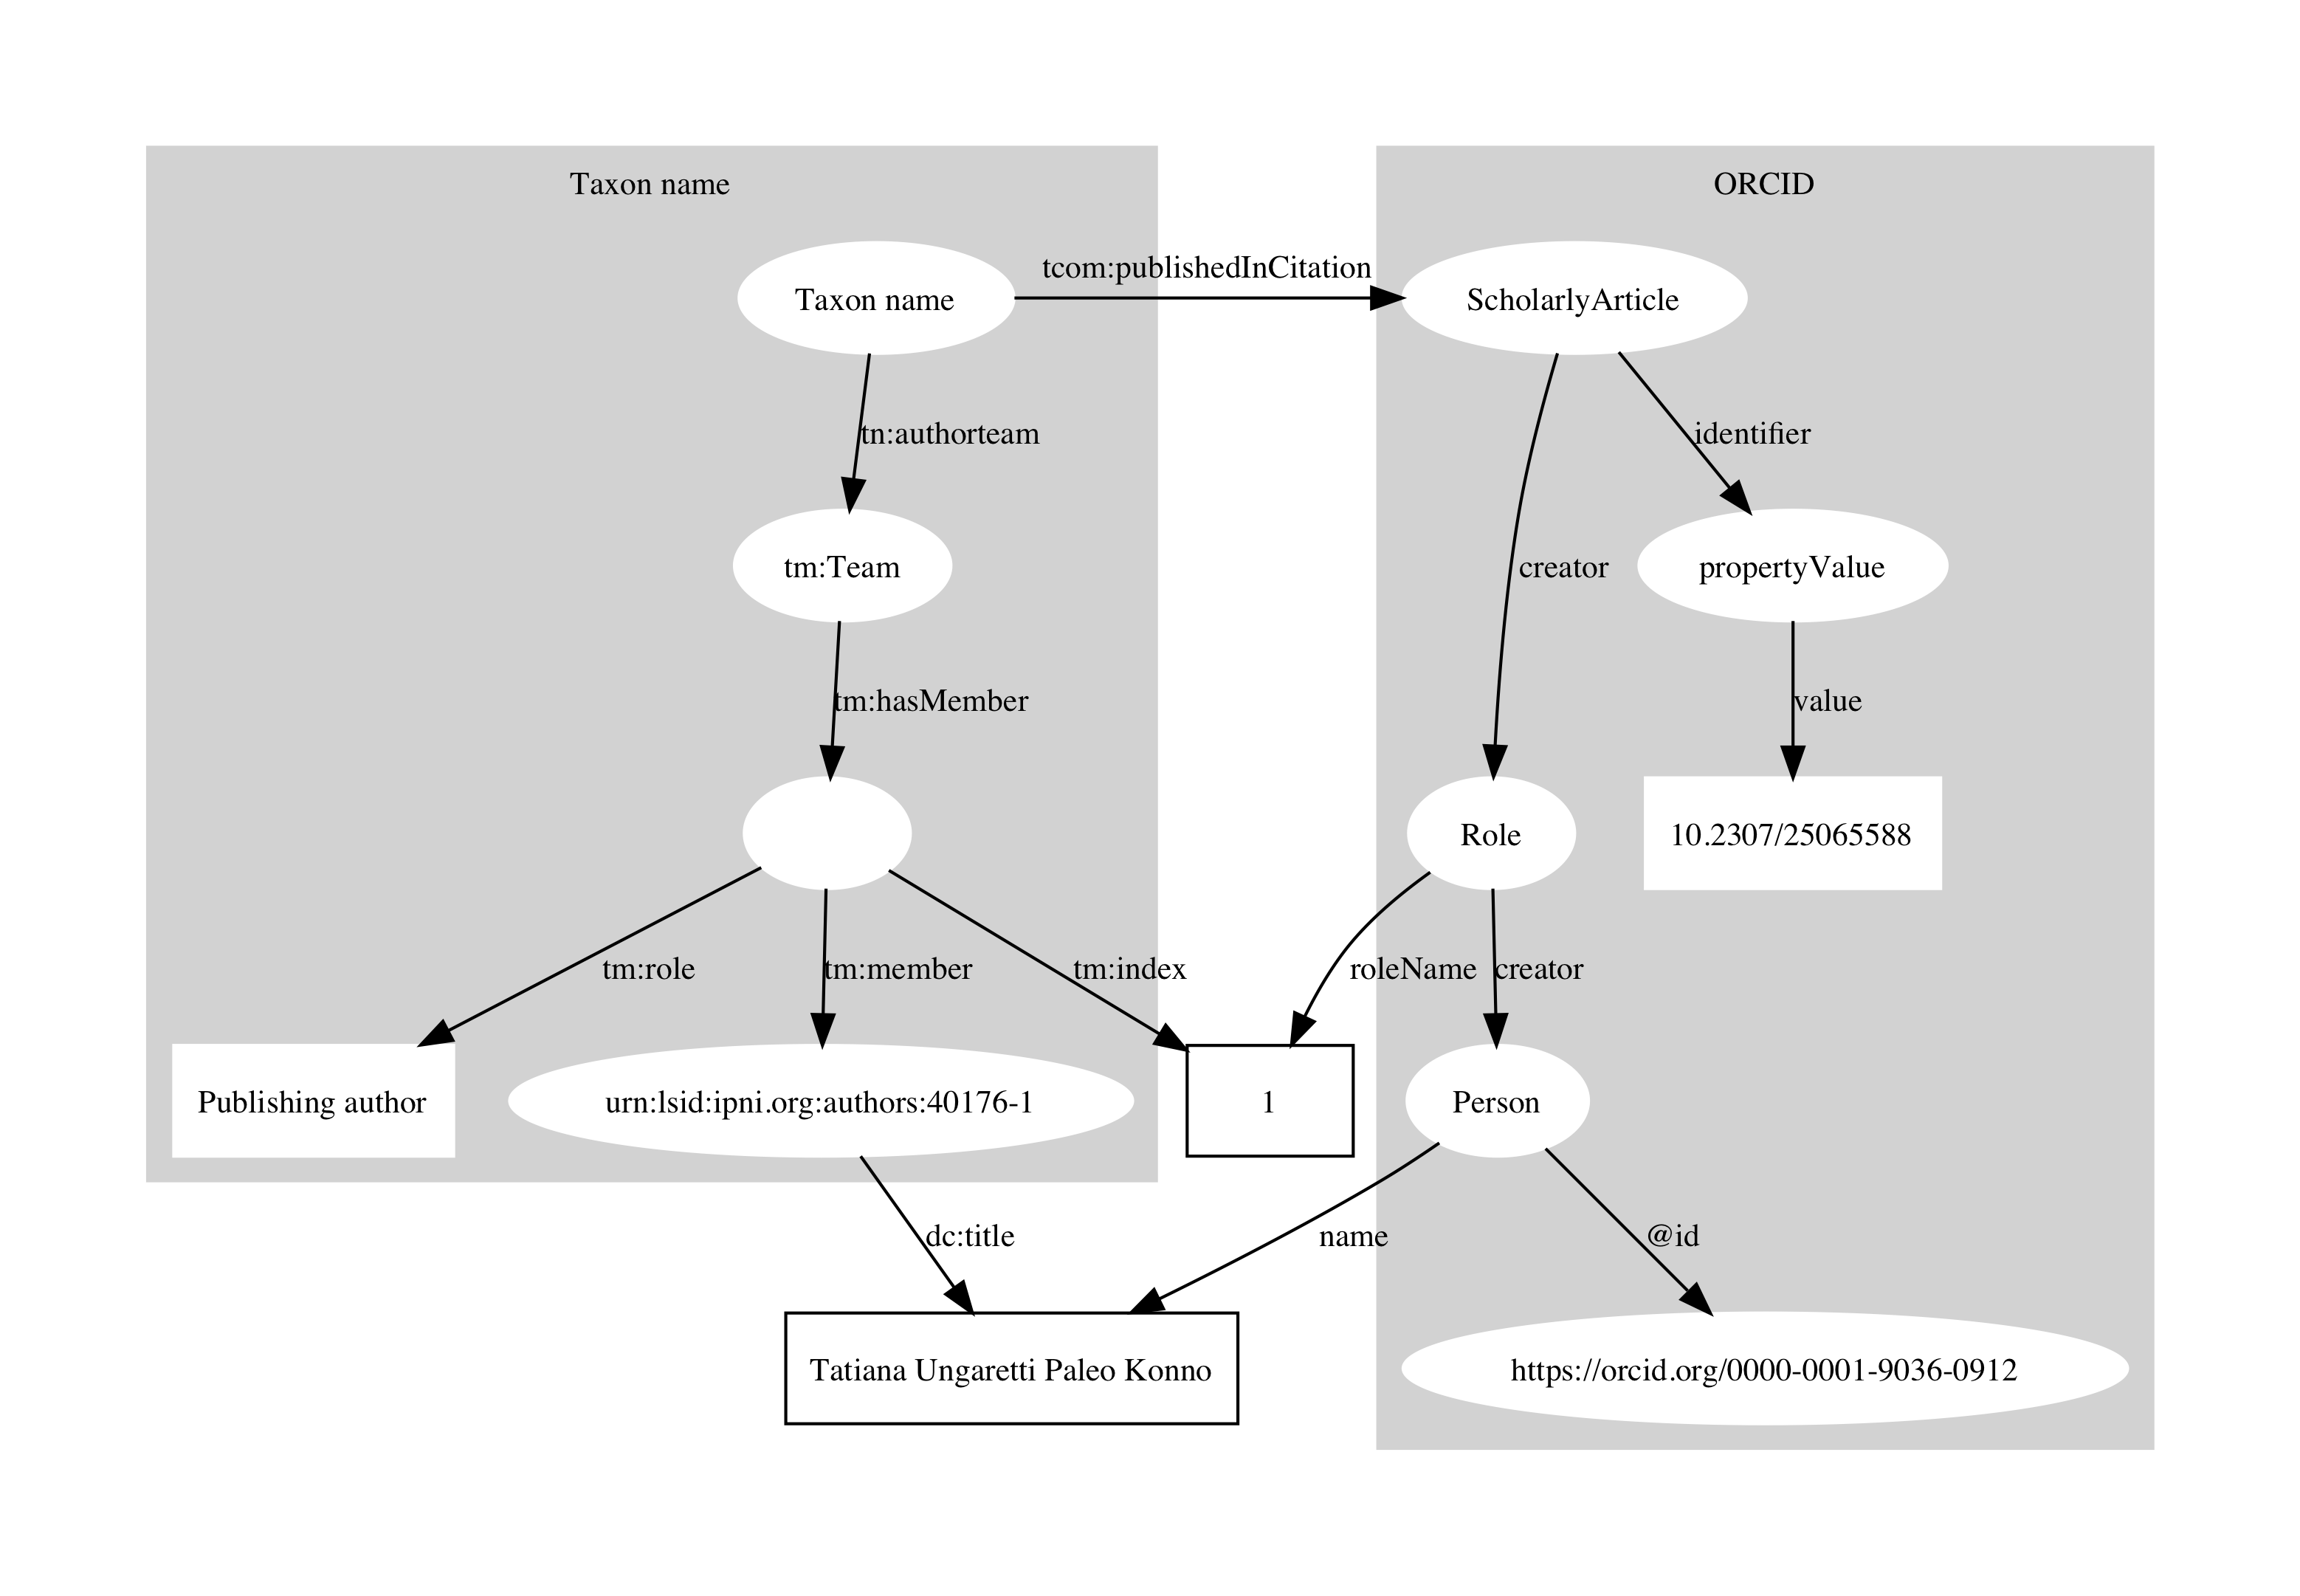 Taxon name
ORCID
Taxon name
tcom:publishedInCitation
ScholarlyArticle
tn:authorteam
identifier
tm:Team
creator
propertyValue
tm:hasMember
value
Role
10.2307/25065588
tm:role
tm:member
tm:index
roleName
creator
Publishing author
urn:lsid:ipni.org:authors:40176-1
1
Person
dc:title
name
@id
Tatiana Ungaretti Paleo Konno
https://orcid.org/0000-0001-9036-0912